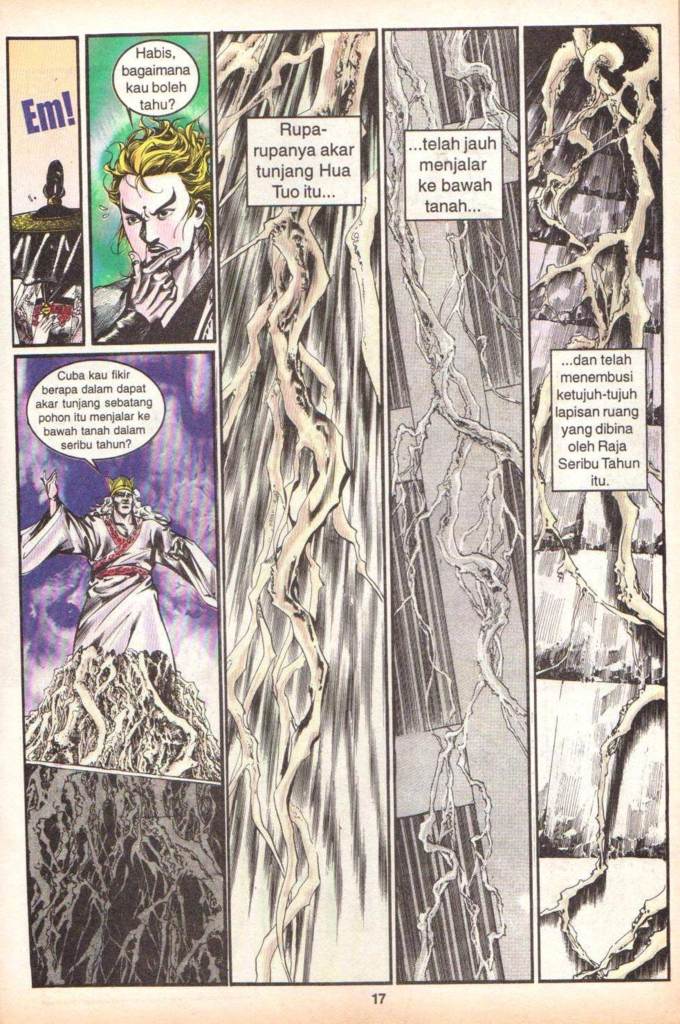 Em!
Habis,
bagaimana
kau boleh
tahu?
Cuba kau fikir
berapa dalam dapat
akar tunjang sebatang
pohon itu menjalar ke
bawah tanah dalam
seribu tahun?
Rupa-
rupanya akar
tunjang Hua
Tuo itu...
...telah jauh
menjalar
ke bawah
tanah...
...dan telah
menembusi
ketujuh-tujuh
lapisan ruang
yang dibina
oleh Raja
Seribu Tahun
itu.
17